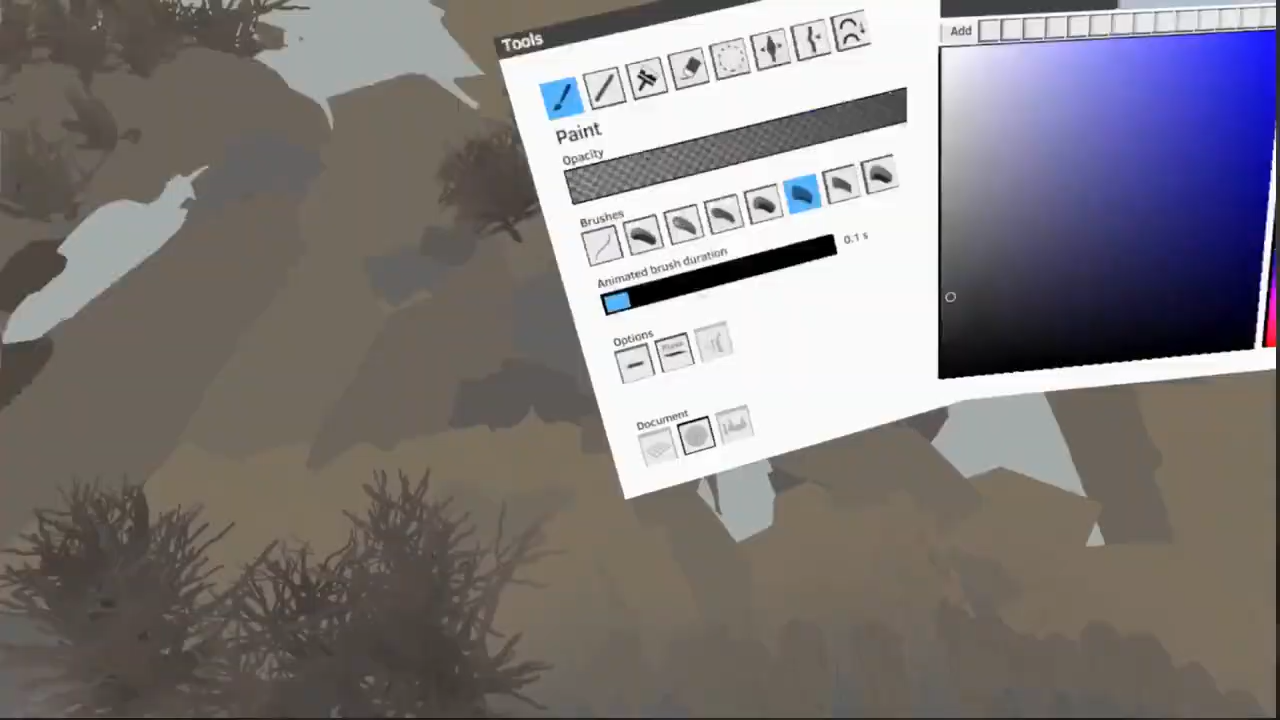 Tools
Add
Paint
Opacity
Brushes
Animated brush duration
0.1 s
Options
Document